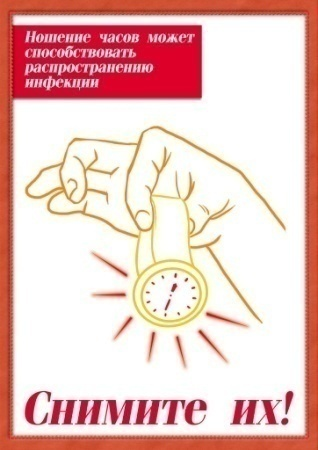 Ношение часов может
способствовать
распространению
инфекции
Снимите их!